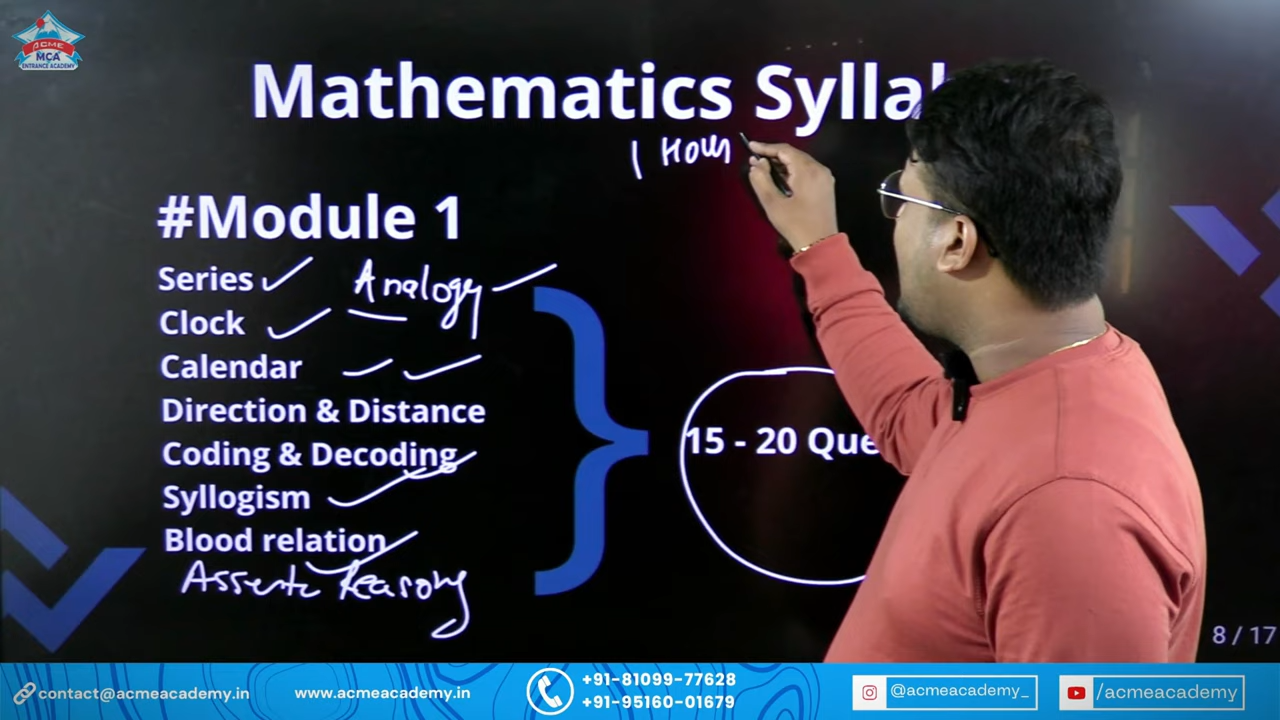 ACME
MCA
ENTRANCE ACADEMY
Mathematics Sylla
1 Hour
#Module 1
Series
Analogy
Clock
Calendar
Direction & Distance
Coding & Decoding
15 - 20 Que
Syllogism
Blood relation
Reasong
8 / 17
contact@acmeacademy.in
www.acmeacademy.in
+91-81099-77628
+91-95160-01679
@acmeacademy_
/acmeacademy